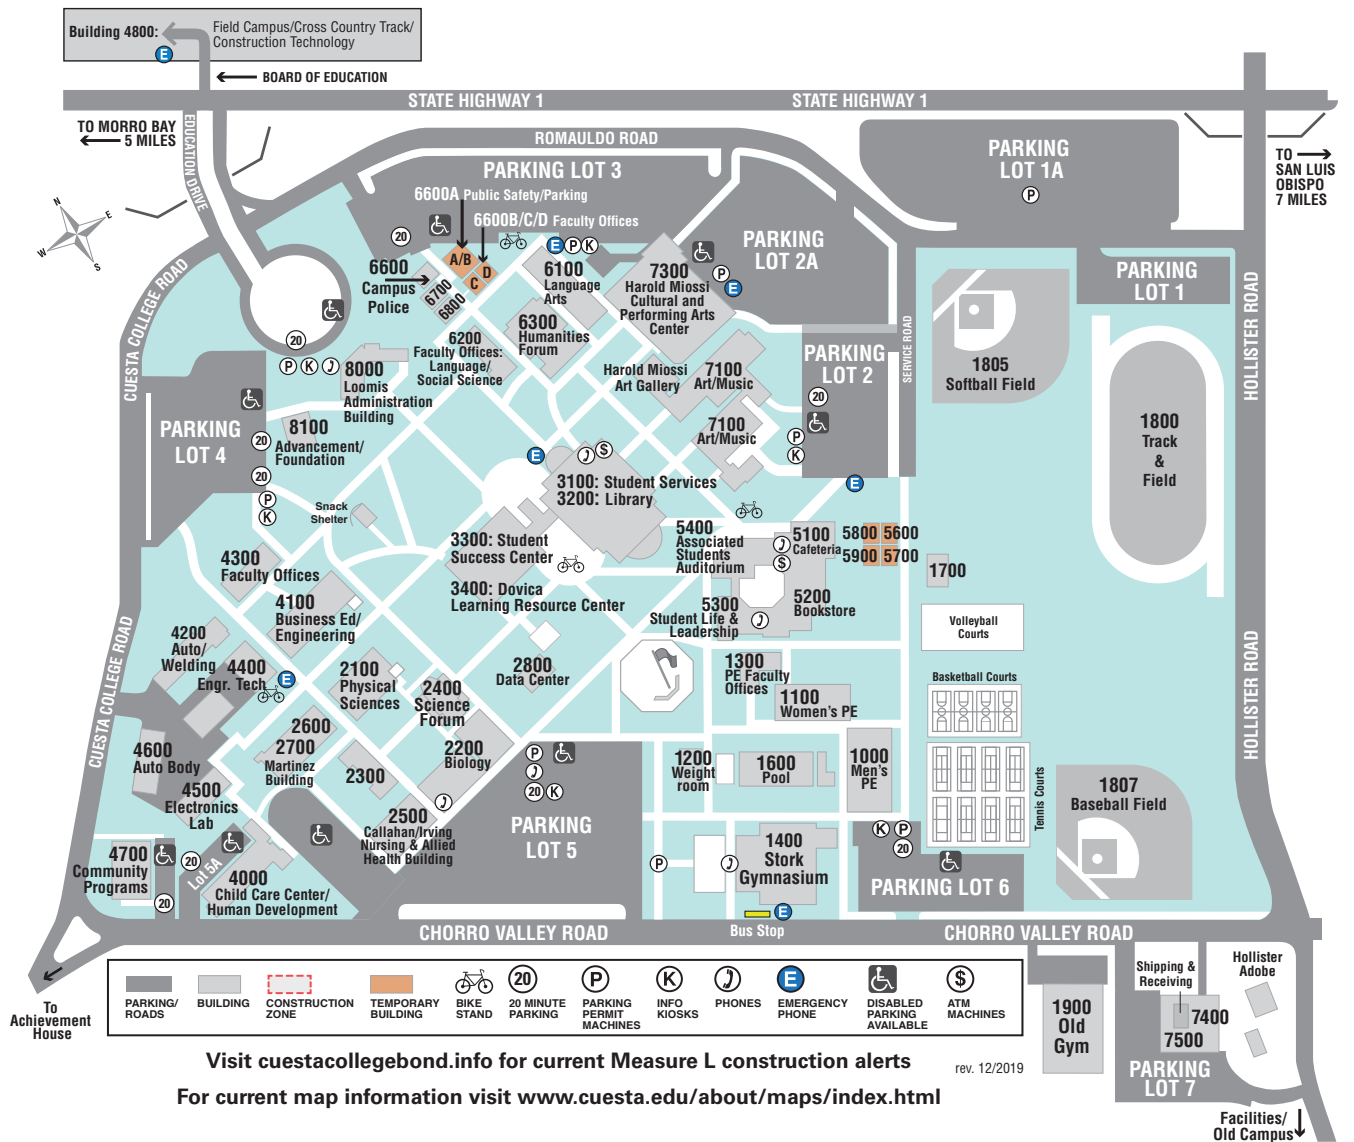 Building 4800:
Field Campus/Cross Country Track/
Construction Technology
E
BOARD OF EDUCATION
STATE HIGHWAY 1
STATE HIGHWAY 1
TO MORRO BAY
5 MILES
EDUCATION DRIVE
ROMAULDO ROAD
PARKING
LOT 1A
P
TO
SAN LUIS
OBISPO
7 MILES
N
E
W
S
PARKING LOT 3
6600A Public Safety/Parking
6600B/C/D Faculty Offices
20
E P K
PARKING
LOT 2A
P
E
PARKING
LOT 1
HOLLISTER ROAD
CUESTA COLLEGE ROAD
6600
Campus
Police
A/B
D
C
6700
6800
6100
Language
Arts
7300
Harold Miossi
Cultural and
Performing Arts
Center
6300
Humanities
Forum
6200
Faculty Offices:
Language/
Social Science
Harold Miossi
Art Gallery
7100
Art/Music
7100
Art/Music
PARKING
LOT 2
20
P
K
E
SERVICE ROAD
1805
Softball Field
1800
Track
&
Field
20
P K
8000
Loomis
Administration
Building
8100
Advancement/
Foundation
PARKING
LOT 4
20
20
P
K
Snack
Shelter
E
$
3100: Student Services
3200: Library
3300: Student
Success Center
3400: Dovica
Learning Resource Center
5400
Associated
Students
Auditorium
5100
Cafeteria
$
5800 5600
5900 5700
1700
5200
Bookstore
5300
Student Life &
Leadership
Volleyball
Courts
4300
Faculty Offices
4100
Business Ed/
Engineering
4200
Auto/
Welding
4400
Engr. Tech
E
2100
Physical
Sciences
2400
Science
Forum
2800
Data Center
1300
PE Faculty
Offices
1100
Women's PE
Basketball Courts
HOLLISTER ROAD
CUESTA COLLEGE ROAD
4600
Auto Body
4500
Electronics
Lab
2600
2700
Martinez
Building
2300
2200
Biology
2500
Callahan/Irving
Nursing & Allied
Health Building
P
20 K
PARKING
LOT 5
1200
Weight
room
1600
Pool
1000
Men's
PE
Tennis Courts
1807
Baseball Field
4700
Community
Programs
20
20
Lot 5A
4000
Child Care Center/
Human Development
P
1400
Stork
Gymnasium
K P
20
PARKING LOT 6
E
Bus Stop
CHORRO VALLEY ROAD
CHORRO VALLEY ROAD
To
Achievement
House
PARKING/
ROADS
BUILDING
CONSTRUCTION
ZONE
TEMPORARY
BUILDING
BIKE
STAND
20
20 MINUTE
PARKING
P
PARKING
PERMIT
MACHINES
K
INFO
KIOSKS
PHONES
E
EMERGENCY
PHONE
DISABLED
PARKING
AVAILABLE
$
ATM
MACHINES
1900
Old
Gym
Shipping &
Receiving
7400
7500
Hollister
Adobe
PARKING
LOT 7
Facilities/
Old Campus
Visit cuestacollegebond.info for current Measure L construction alerts
rev. 12/2019
For current map information visit www.cuesta.edu/about/maps/index.html